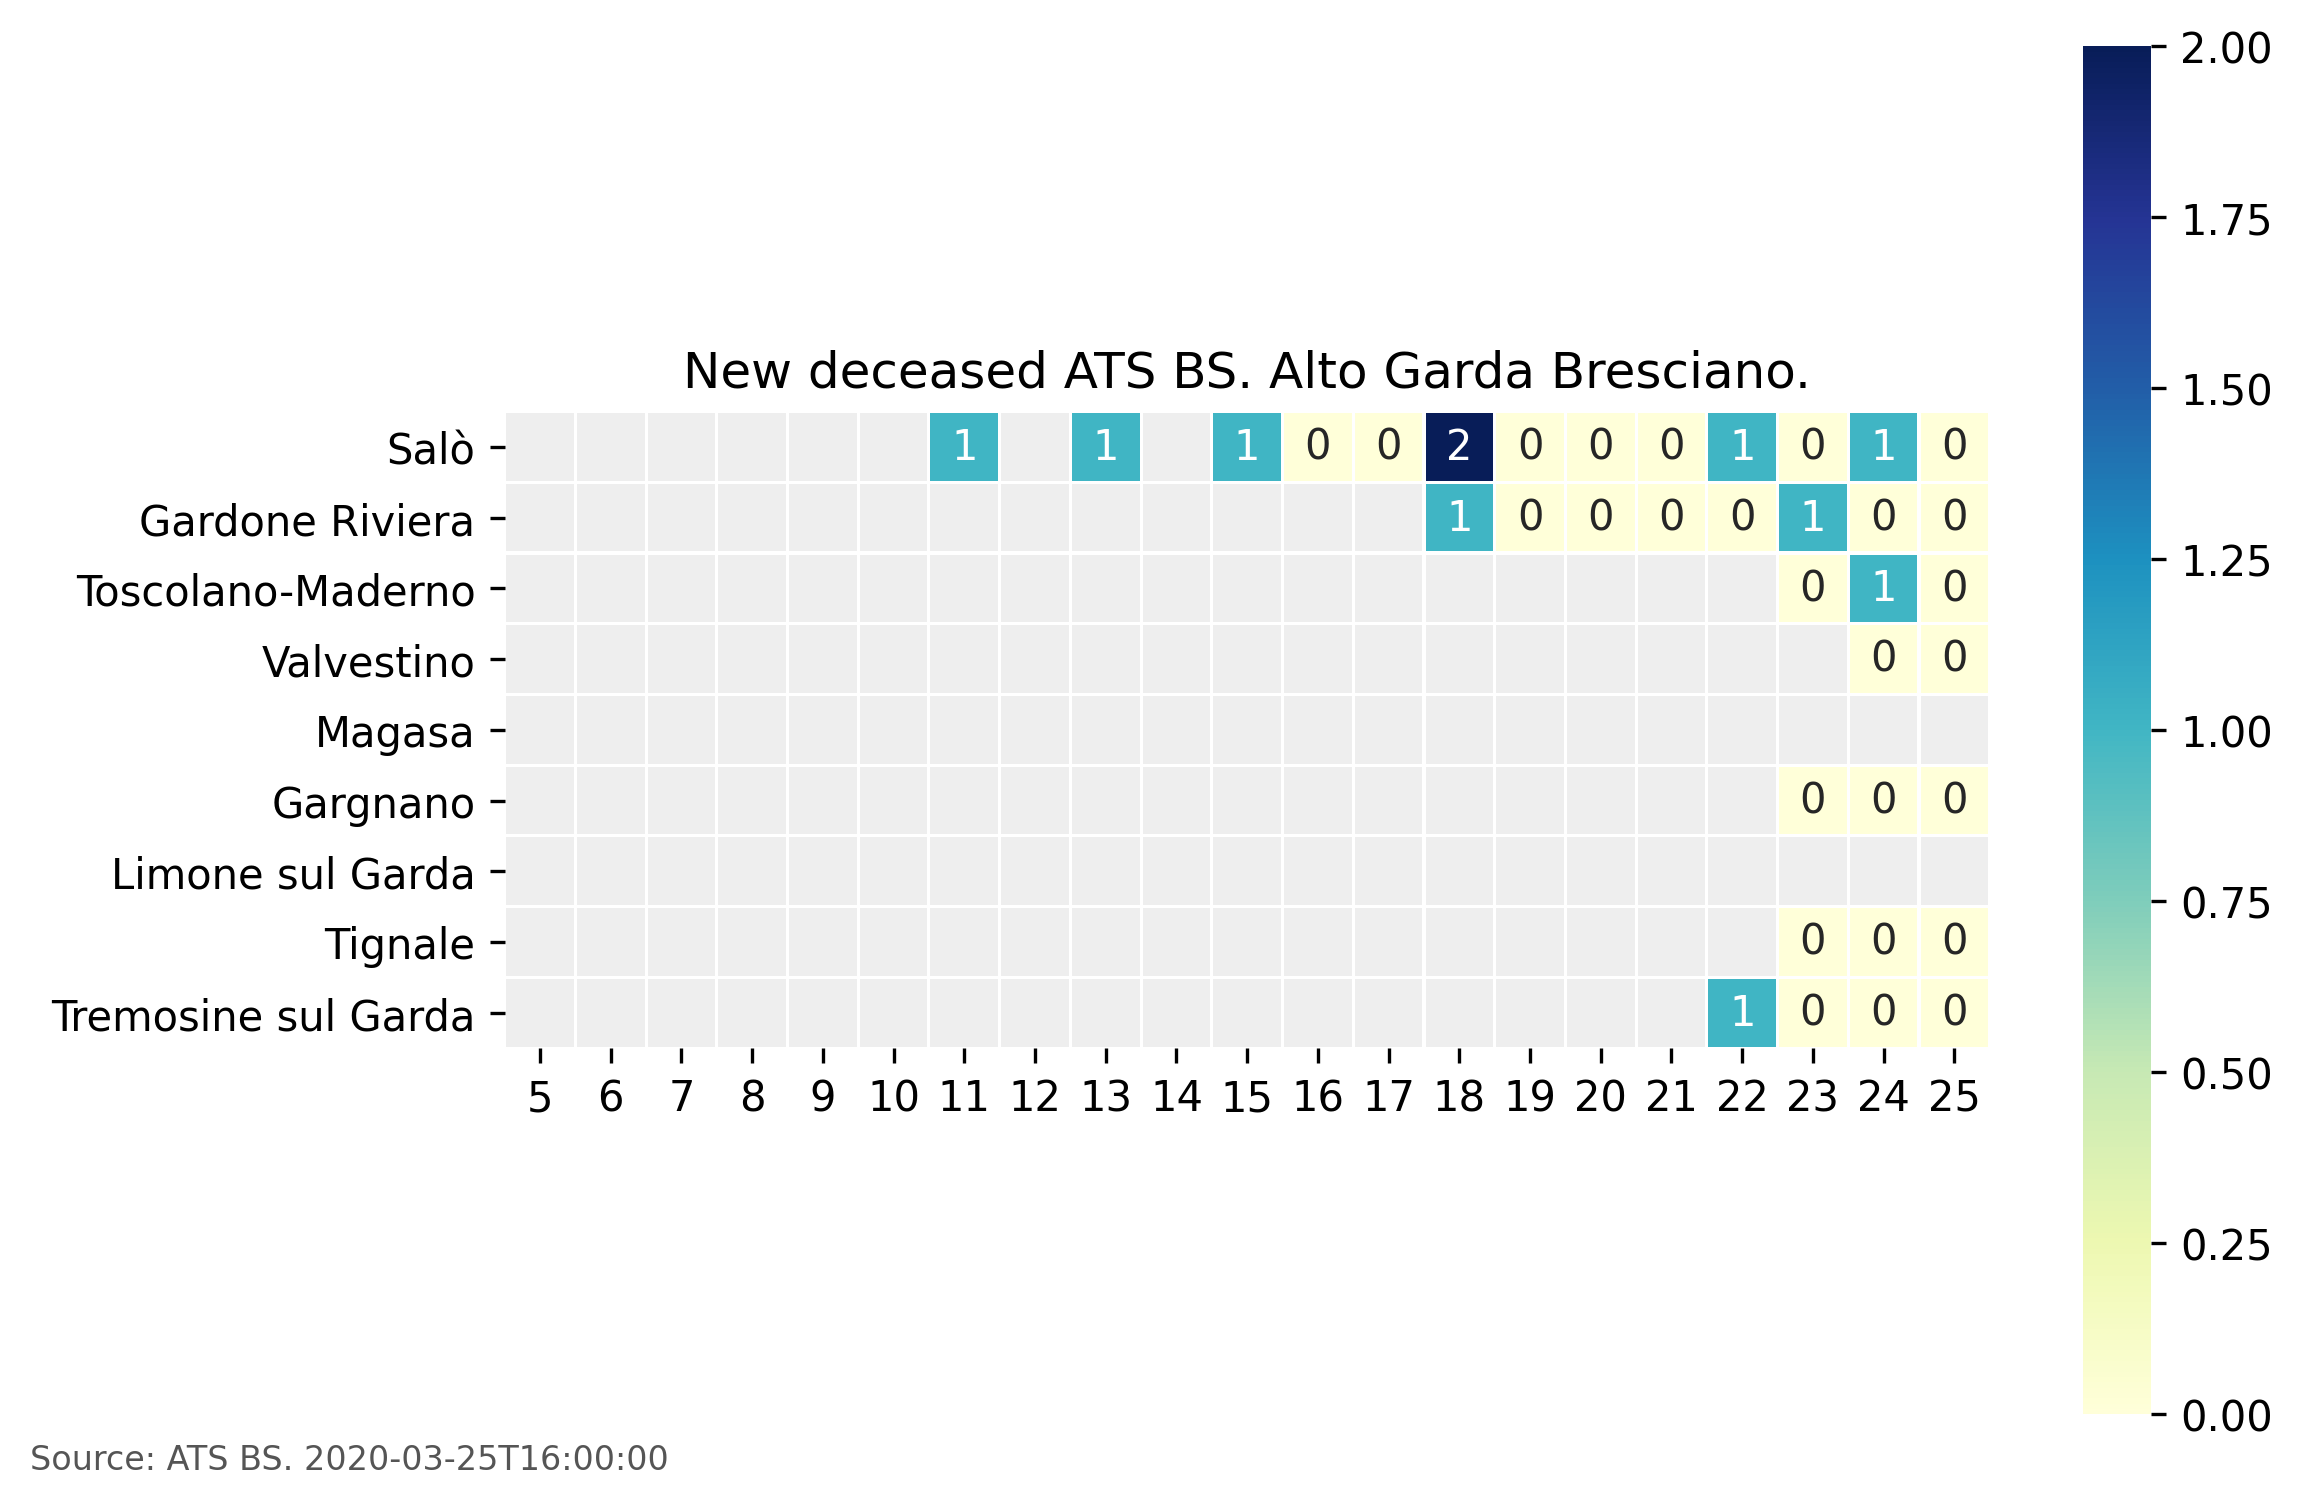 New deceased ATS BS. Alto Garda Bresciano.
Salò 1 1 1 0 0 2 0 0 0 1 0 1 0
Gardone Riviera 1 0 0 0 0 1 0 0
Toscolano-Maderno 0 1 0
Valvestino 0 0
Magasa
Gargnano 0 0 0
Limone sul Garda
Tignale 0 0 0
Tremosine sul Garda 1 0 0 0
5 6 7 8 9 10 11 12 13 14 15 16 17 18 19 20 21 22 23 24 25
2.00
1.75
1.50
1.25
1.00
0.75
0.50
0.25
0.00
Source: ATS BS. 2020-03-25T16:00:00